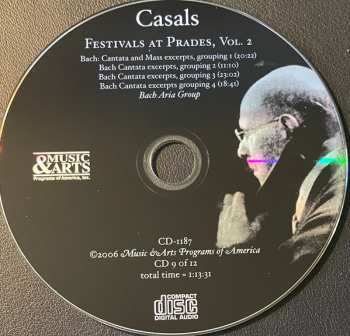 Casals
Festivals at Prades, Vol. 2
Bach: Cantata and Mass excerpts, grouping 1 (20:22)
Bach Cantata excerpts, grouping 2 (11:10)
Bach Cantata excerpts, grouping 3 (23:02)
Bach Cantata excerpts, grouping 4 (18:41)
Bach Aria Group
MUSIC
&ARTS
Programs of America, Inc.
CD-1187
©2006 Music & Arts Programs of America
CD 9 of 12
total time = 1:13:31
COMPACT
disc
DIGITAL AUDIO